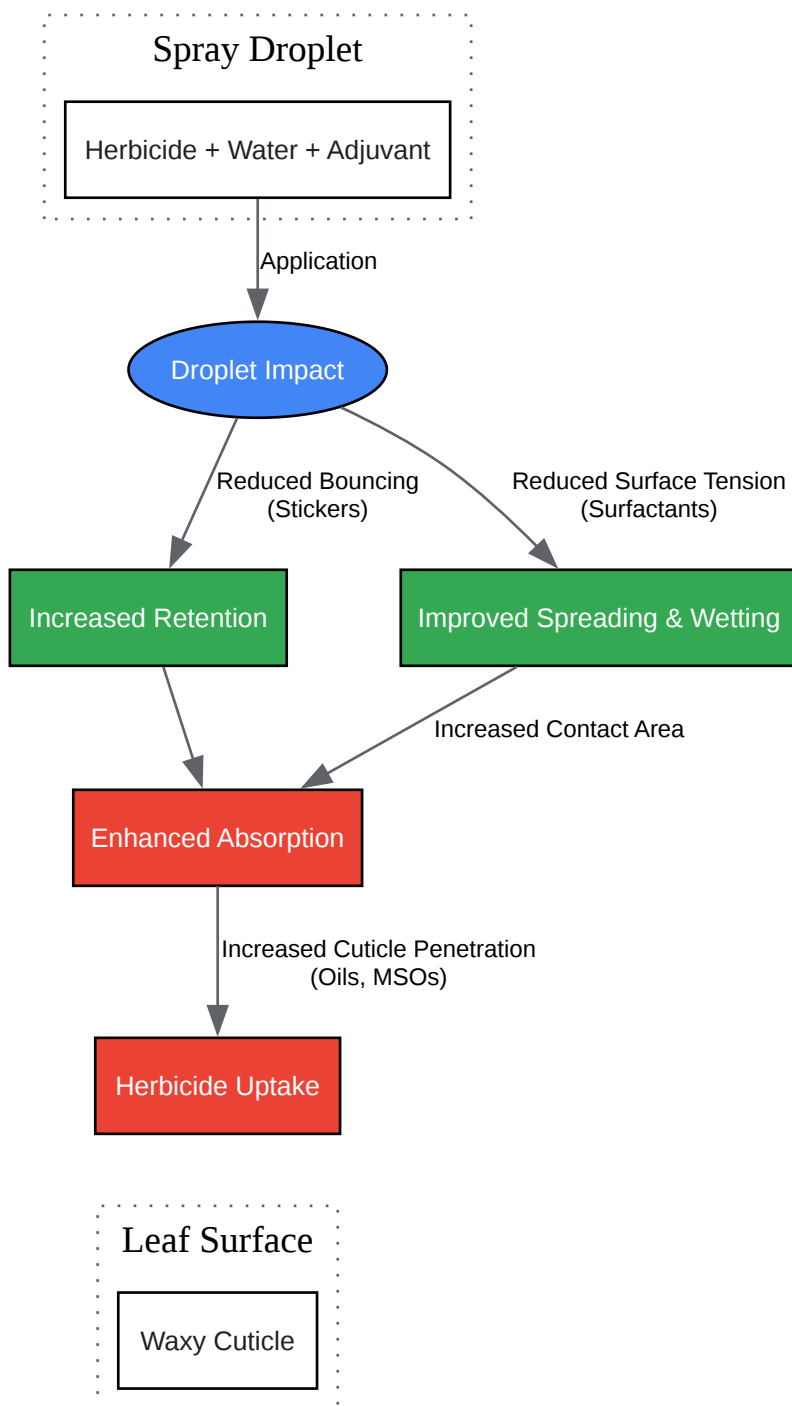 Spray Droplet
Herbicide + Water + Adjuvant
Application
Droplet Impact
Reduced Bouncing
(Stickers)
Reduced Surface Tension
(Surfactants)
Increased Retention
Improved Spreading & Wetting
Increased Contact Area
Enhanced Absorption
Increased Cuticle Penetration
(Oils, MSOs)
Herbicide Uptake
Leaf Surface
Waxy Cuticle